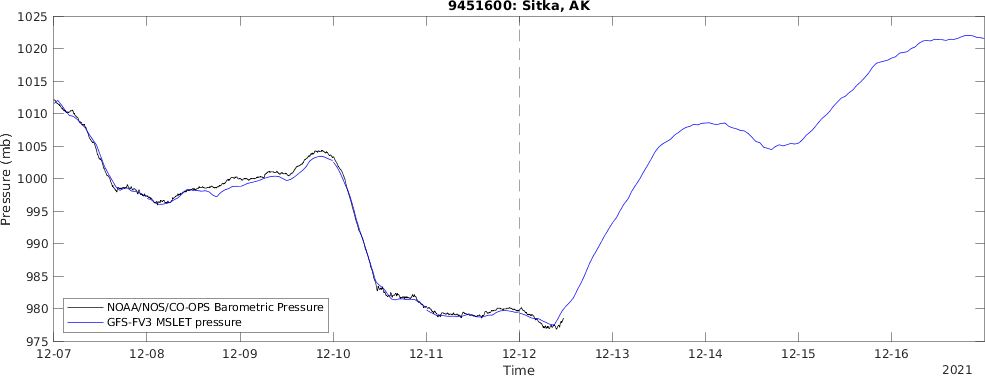 9451600: Sitka, AK
1025
1020
1015
1010
1005
1000
995
990
985
980
975
Pressure (mb)
NOAA/NOS/CO-OPS Barometric Pressure
GFS-FV3 MSLET pressure
12-07 12-08 12-09 12-10 12-11 12-12 12-13 12-14 12-15 12-16
Time
2021